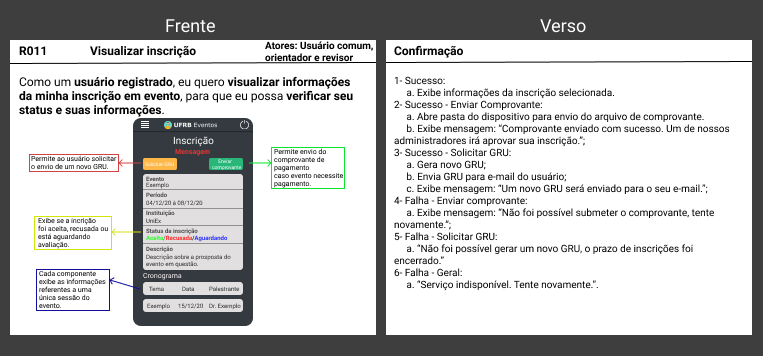 Frente
R011
Visualizar inscrição
Atores: Usuário comum,
orientador e revisor
Como um usuário registrado, eu quero visualizar informações
da minha inscrição em evento, para que eu possa verificar seu
status e suas informações.
UFRB Eventos
Inscrição
Mensagem
Solicitar GRU
Enviar
comprovante
Permite ao usuário solicitar
o envio de um novo GRU.
Permite envio do
comprovante de
pagamento
caso evento necessite
pagamento.
Evento
Exemplo
Período
04/12/20 à 08/12/20
Instituição
UniEx
Status da inscrição
Aceita/Recusada/Aguardando
Exibe se a incrição
foi aceita, recusada ou
está aguardando
avaliação.
Descrição
Descrição sobre a prosposta do
evento em questão.
Cronograma
Tema Data Palestrante
Exemplo 15/12/20 Dr. Exemplo
Cada componente
exibe as informações
referentes a uma
única sessão do
evento.
Verso
Confirmação
1- Sucesso:
a. Exibe informações da inscrição selecionada.
2- Sucesso - Enviar Comprovante:
a. Abre pasta do dispositivo para envio do arquivo de comprovante.
b. Exibe mensagem: “Comprovante enviado com sucesso. Um de nossos
administradores irá aprovar sua inscrição.”;
3- Sucesso - Solicitar GRU:
a. Gera novo GRU;
b. Envia GRU para e-mail do usuário;
c. Exibe mensagem: “Um novo GRU será enviado para o seu e-mail.”;
4- Falha - Enviar comprovante:
a. Exibe mensagem: “Não foi possível submeter o comprovante, tente
novamente.”;
5- Falha - Solicitar GRU:
a. “Não foi possível gerar um novo GRU, o prazo de inscrições foi
encerrado.”
6- Falha - Geral:
a. “Serviço indisponível. Tente novamente.”.